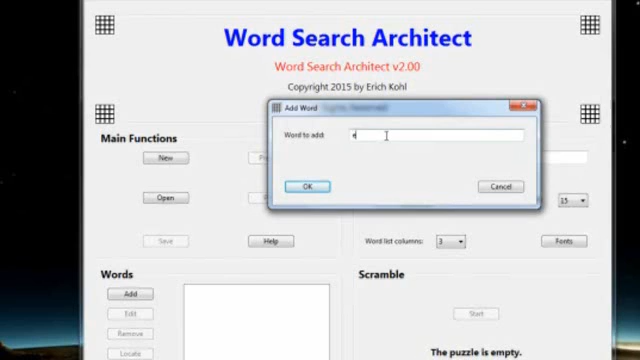 Word Search Architect
Word Search Architect v2.00
Copyright 2015 by Erich Kohl
Add Word
Main Functions
Word to add: e
New
OK
Cancel
Open
15
Save
Help
Word list columns: 3
Fonts
Words
Scramble
Add
Edit
Start
Remove
Locate
The puzzle is empty.